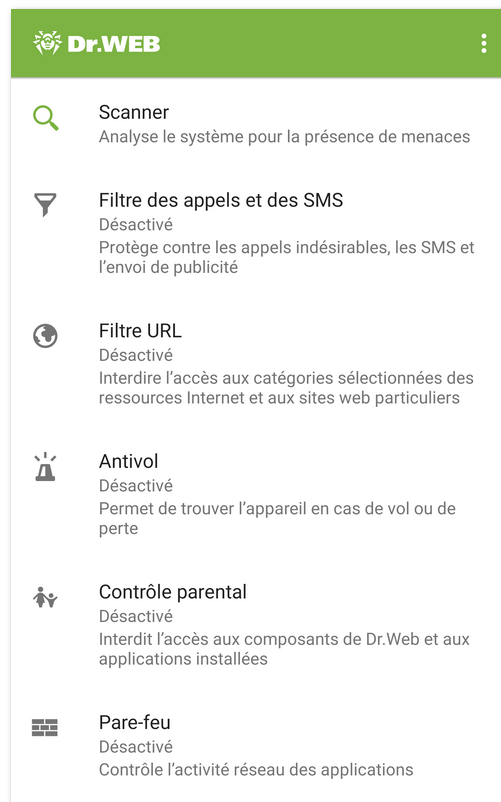 Dr.WEB
Scanner
Analyse le système pour la présence de menaces
Filtre des appels et des SMS
Désactivé
Protège contre les appels indésirables, les SMS et
l’envoi de publicité
Filtre URL
Désactivé
Interdire l’accès aux catégories sélectionnées des
ressources Internet et aux sites web particuliers
Antivol
Désactivé
Permet de trouver l’appareil en cas de vol ou de
perte
Contrôle parental
Désactivé
Interdit l’accès aux composants de Dr.Web et aux
applications installées
Pare-feu
Désactivé
Contrôle l’activité réseau des applications